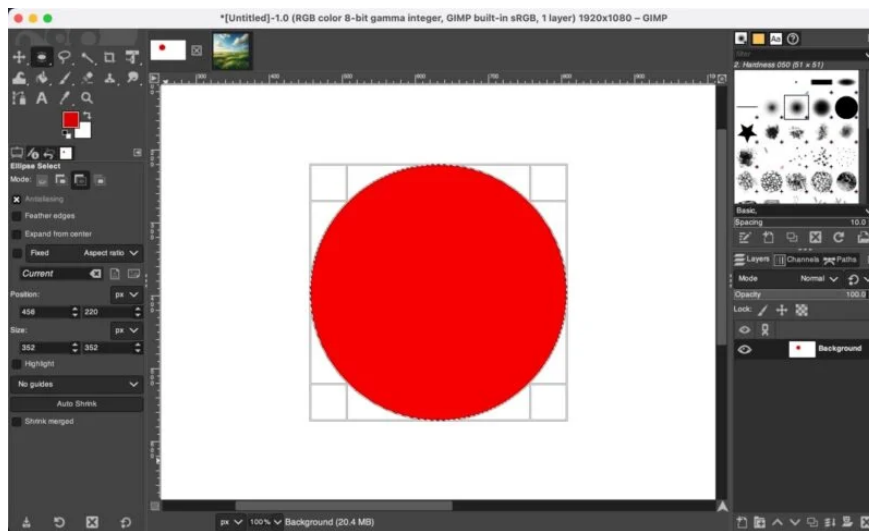 *[Untitled]-1.0 (RGB color 8-bit gamma integer, GIMP built-in sRGB, 1 layer) 1920x1080 – GIMP
Aa
filter
2. Hardness 050 (51 × 51)
A
Ellipse Select
Mode:
Antialiasing
Feather edges
Expand from center
Fixed Aspect ratio
Current
Position: px
456 220
Size: px
352 352
Highlight
No guides
Auto Shrink
Shrink merged
Basic,
Spacing 10.0
Layers Channels Paths
Mode Normal
Opacity 100.0
Lock:
Background
px 100% Background (20.4 MB)